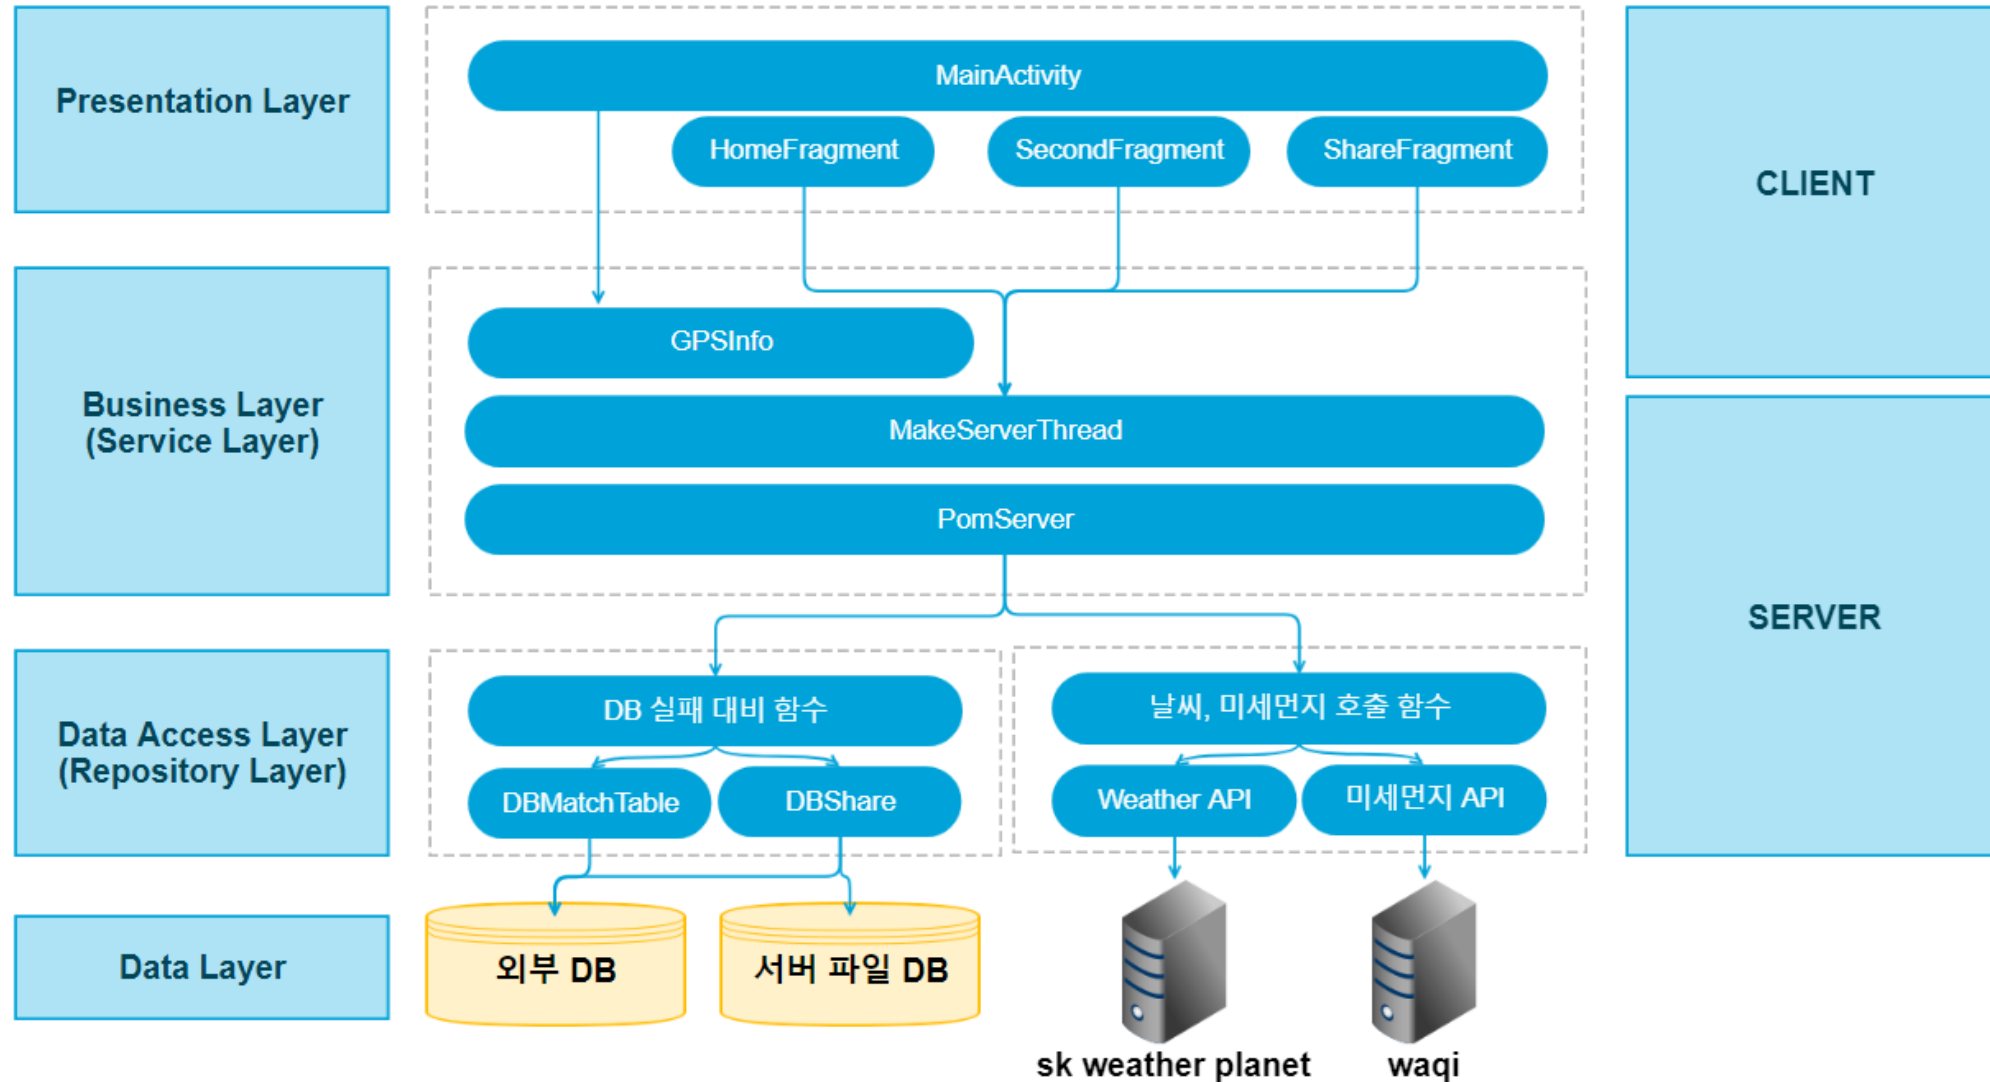 Presentation Layer
MainActivity
HomeFragment
SecondFragment
ShareFragment
CLIENT
Business Layer
(Service Layer)
GPSInfo
MakeServerThread
PomServer
SERVER
Data Access Layer
(Repository Layer)
DB 실패 대비 함수
DBMatchTable
DBShare
날씨, 미세먼지 호출 함수
Weather API
미세먼지 API
Data Layer
외부 DB
서버 파일 DB
sk weather planet
waqi